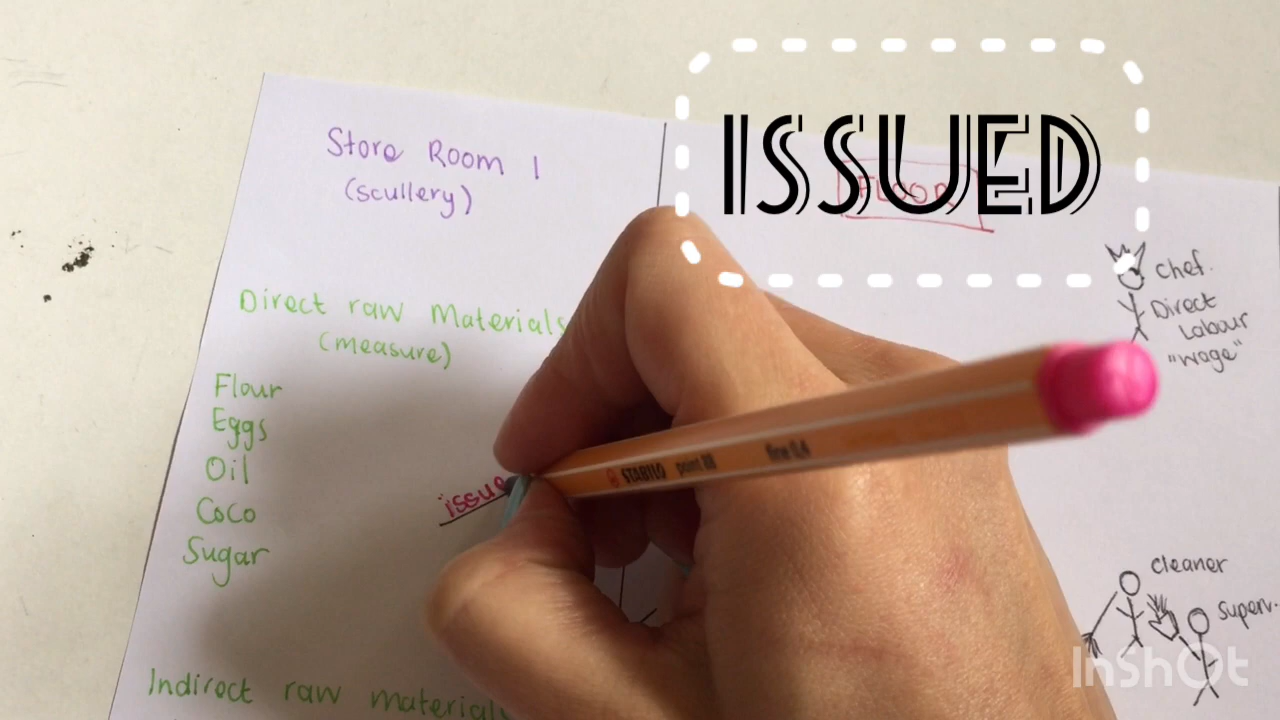 ISSUED
Store Room 1
(scullery)
FLOOR
Direct raw Materials
(measure)
Flour
Eggs
Oil
Coco
Sugar
issue
Indirect raw materials
chef.
Direct
Labour
"wage"
cleaner
superv.
STABILO point 88 fine 0,4
InShOt